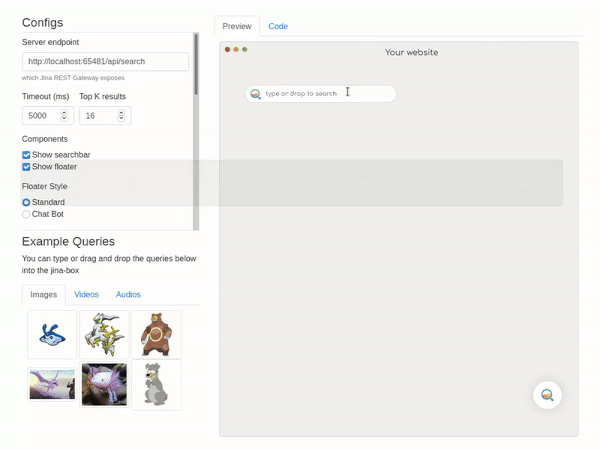 Configs
Server endpoint
http://localhost:65481/api/search
which Jina REST Gateway exposes
Timeout (ms) Top K results
5000 16
Components
Show searchbar
Show floater
Floater Style
Standard
Chat Bot
Example Queries
You can type or drag and drop the queries below
into the jina-box
Images Videos Audios
Preview Code
Your website
type or drop to search